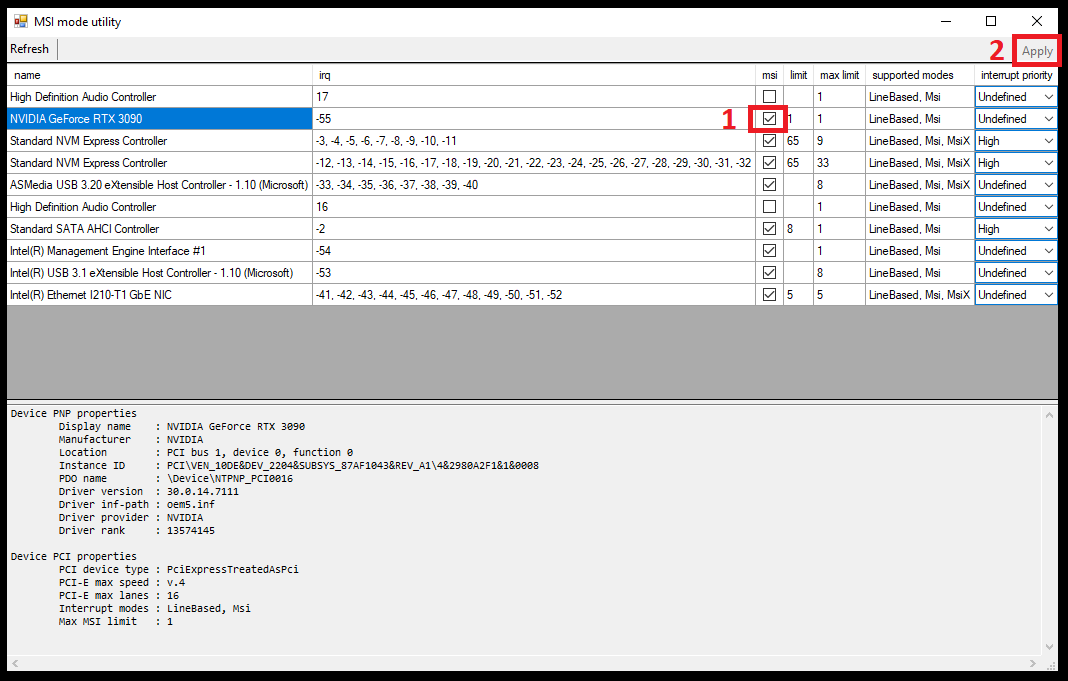 MSI mode utility
Refresh 2 Apply
name irq msi limit max limit supported modes interrupt priority
High Definition Audio Controller 17 1 LineBased, Msi Undefined
NVIDIA GeForce RTX 3090 -55 1 1 1 LineBased, Msi Undefined
Standard NVM Express Controller -3, -4, -5, -6, -7, -8, -9, -10, -11 65 9 LineBased, Msi, MsiX High
Standard NVM Express Controller -12, -13, -14, -15, -16, -17, -18, -19, -20, -21, -22, -23, -24, -25, -26, -27, -28, -29, -30, -31, -32 65 33 LineBased, Msi, MsiX High
ASMedia USB 3.20 eXtensible Host Controller - 1.10 (Microsoft) -33, -34, -35, -36, -37, -38, -39, -40 8 LineBased, Msi, MsiX Undefined
High Definition Audio Controller 16 1 LineBased, Msi Undefined
Standard SATA AHCI Controller -2 8 1 LineBased, Msi High
Intel(R) Management Engine Interface #1 -54 1 LineBased, Msi Undefined
Intel(R) USB 3.1 eXtensible Host Controller - 1.10 (Microsoft) -53 8 LineBased, Msi Undefined
Intel(R) Ethernet I210-T1 GbE NIC -41, -42, -43, -44, -45, -46, -47, -48, -49, -50, -51, -52 5 5 LineBased, Msi, MsiX Undefined
Device PNP properties
Display name : NVIDIA GeForce RTX 3090
Manufacturer : NVIDIA
Location : PCI bus 1, device 0, function 0
Instance ID : PCI\VEN_10DE&DEV_2204&SUBSYS_87AF1043&REV_A1\4&2980A2F1&1&0008
PDO name : \Device\NTPNP_PCI0016
Driver version : 30.0.14.7111
Driver inf-path : oem5.inf
Driver provider : NVIDIA
Driver rank : 13574145
Device PCI properties
PCI device type : PciExpressTreatedAsPci
PCI-E max speed : v.4
PCI-E max lanes : 16
Interrupt modes : LineBased, Msi
Max MSI limit : 1